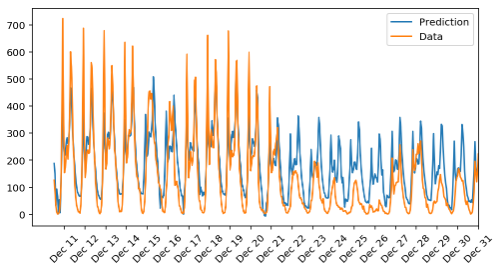 Prediction
Data
700
600
500
400
300
200
100
0
Dec 11
Dec 12
Dec 13
Dec 14
Dec 15
Dec 16
Dec 17
Dec 18
Dec 19
Dec 20
Dec 21
Dec 22
Dec 23
Dec 24
Dec 25
Dec 26
Dec 27
Dec 28
Dec 29
Dec 30
Dec 31